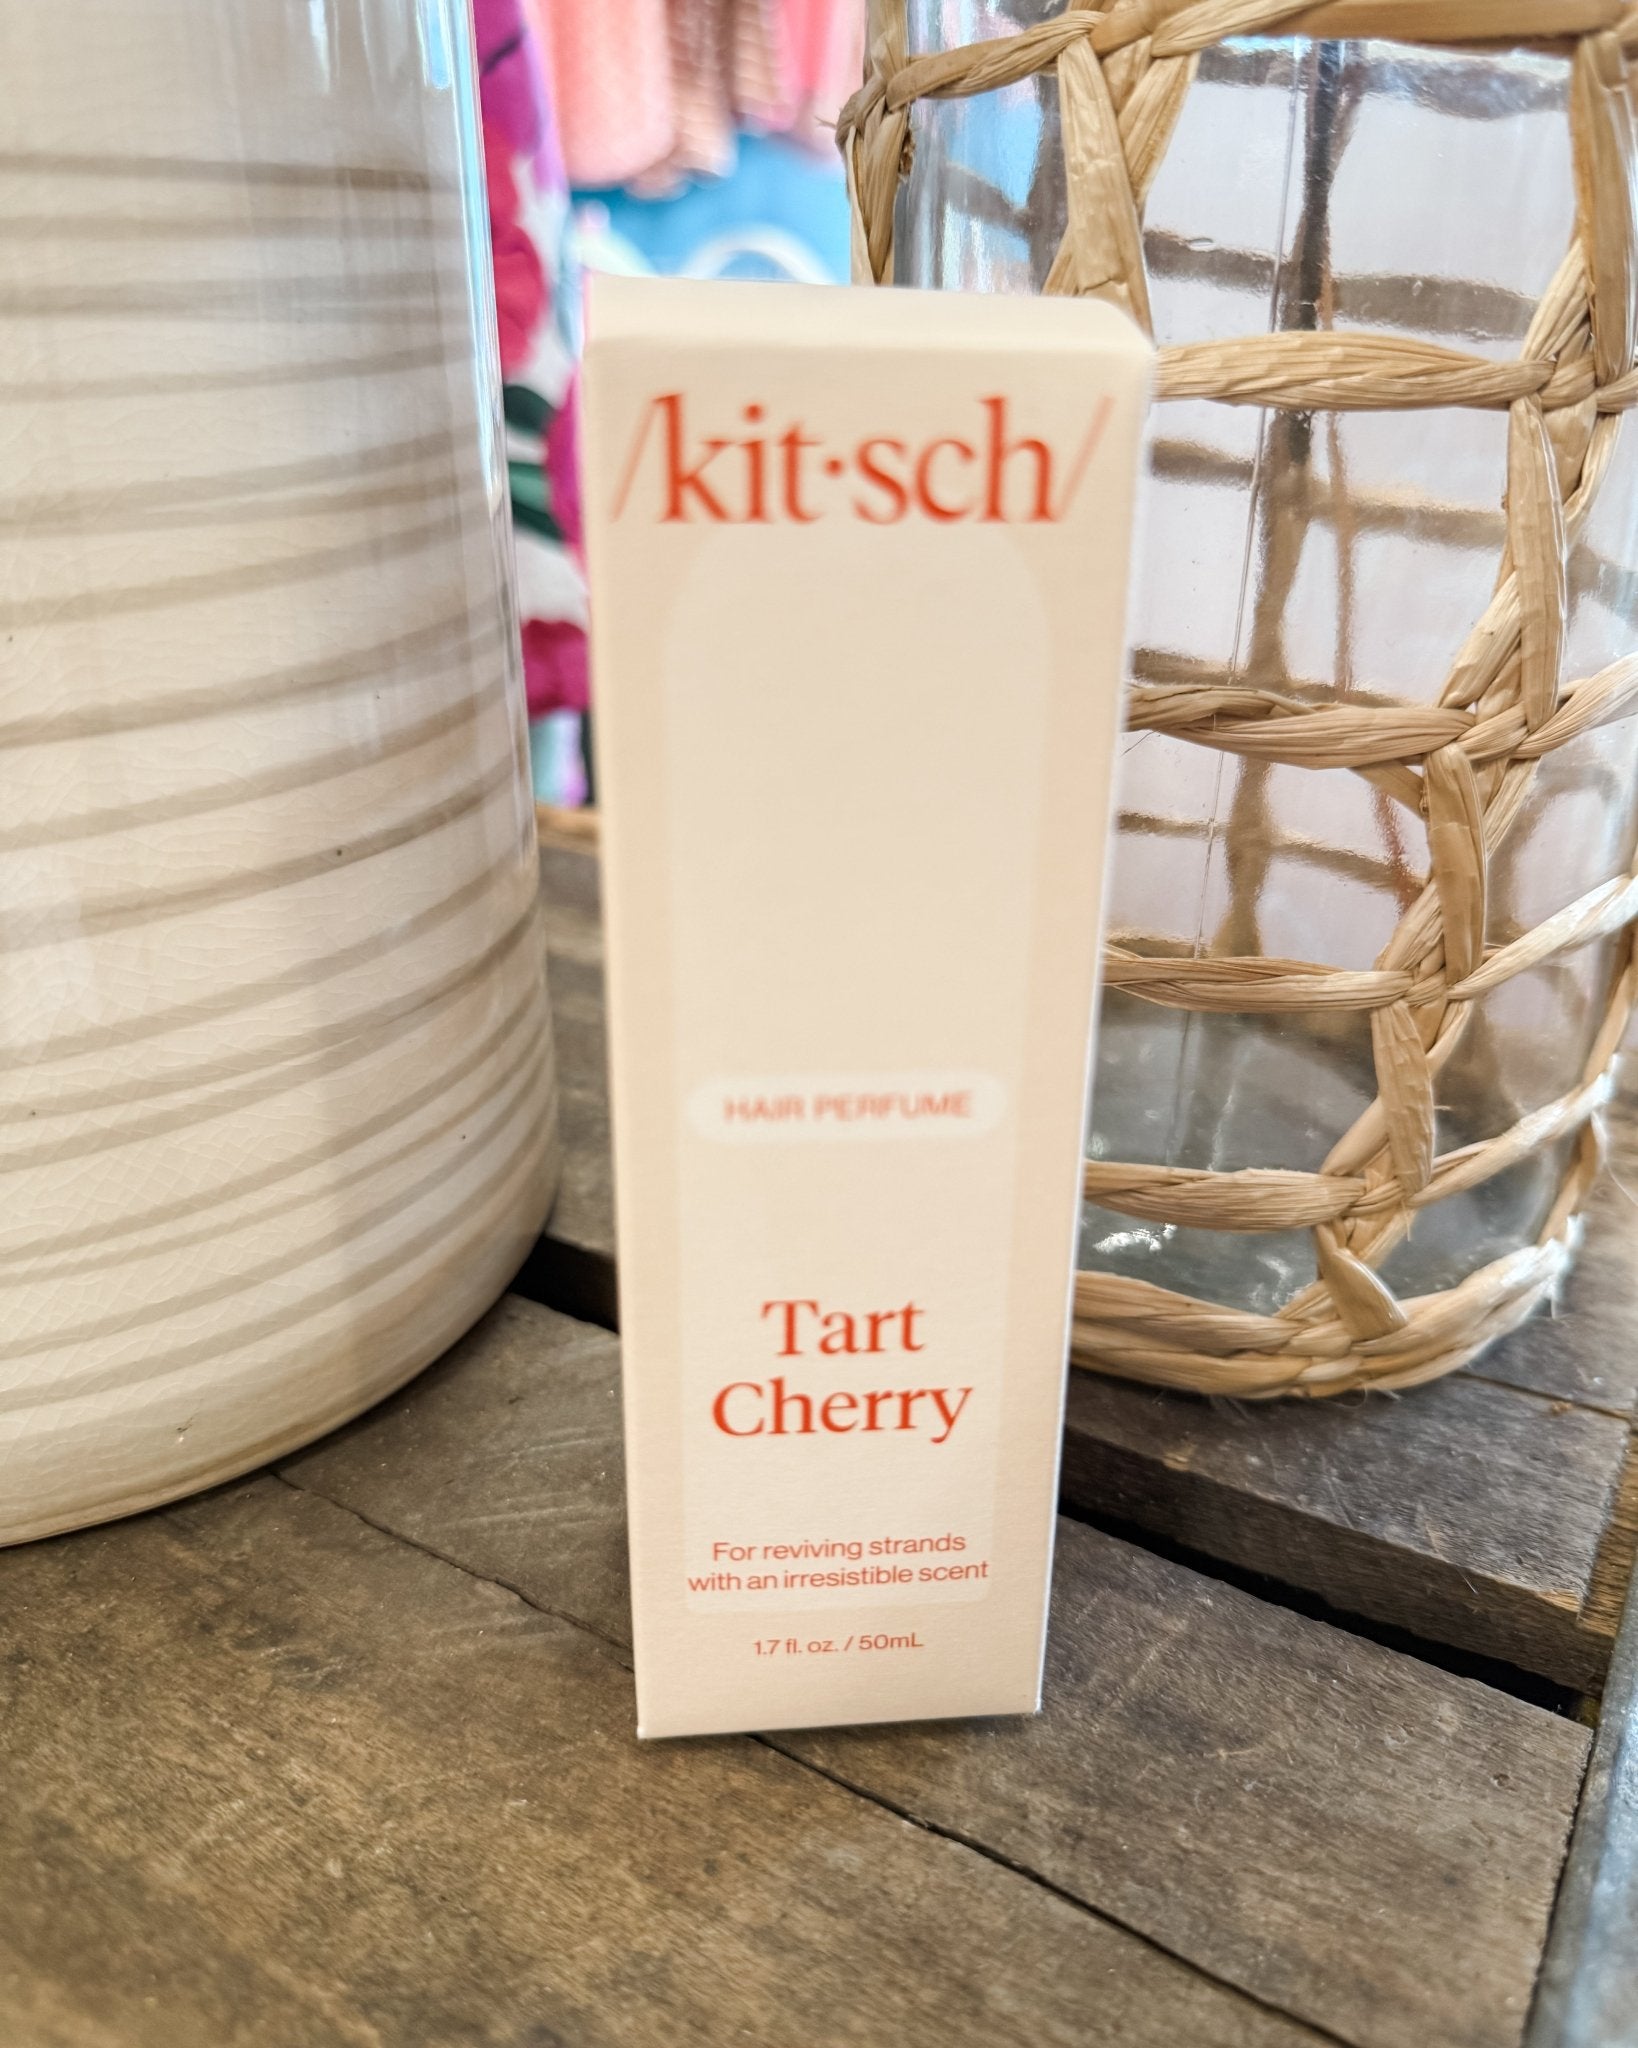 /kit·sch/
HAIR PERFUME
Tart
Cherry
For reviving strands
with an irresistible scent
1.7 fl. oz. / 50mL